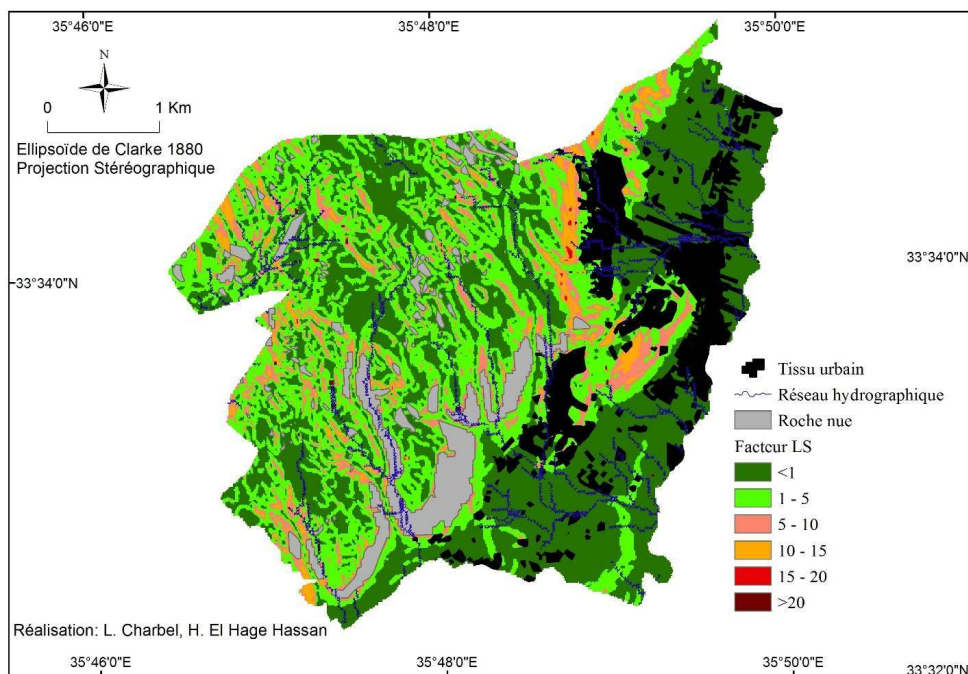 35°46'0"E
35°48'0"E
35°50'0"E
N
0 1 Km
Ellipsoïde de Clarke 1880
Projection Stéréographique
33°34'0"N
33°34'0"N
Tissu urbain
Réseau hydrographique
Roche nue
Facteur LS
<1
1 - 5
5 - 10
10 - 15
15 - 20
>20
Réalisation: L. Charbel, H. El Hage Hassan
35°46'0"E
35°48'0"E
35°50'0"E
33°32'0"N